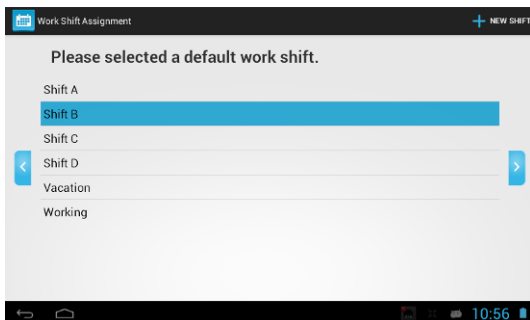 Work Shift Assignment
NEW SHIFT
Please selected a default work shift.
Shift A
Shift B
Shift C
Shift D
Vacation
Working
10:56